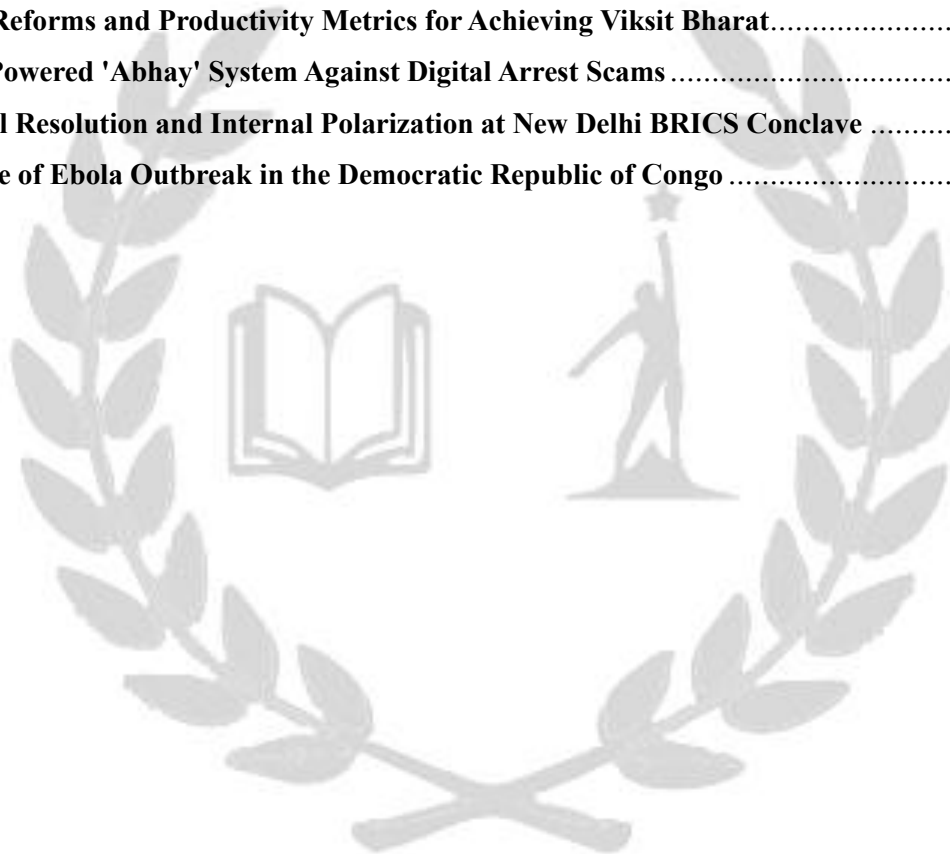 Reforms and Productivity Metrics for Achieving Viksit Bharat.......................
Powered 'Abhay' System Against Digital Arrest Scams...................................
l Resolution and Internal Polarization at New Delhi BRICS Conclave..........
e of Ebola Outbreak in the Democratic Republic of Congo............................